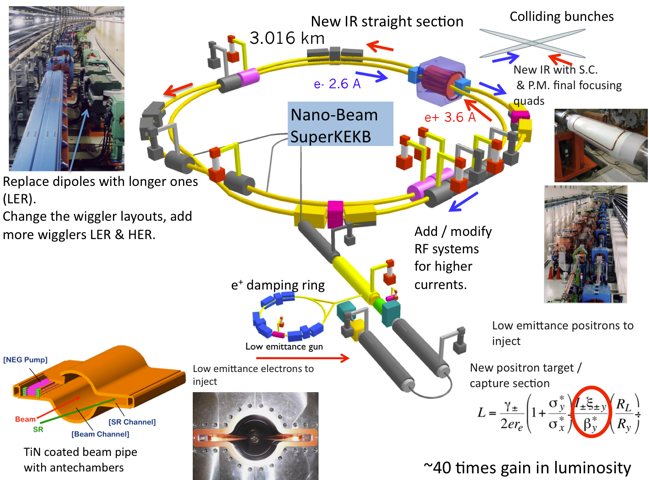 Colliding bunches
New IR straight section
3.016 km
New IR with S.C.
& P.M. final focusing
quads
e- 2.6 A
e+ 3.6 A
Nano-Beam
SuperKEKB
Replace dipoles with longer ones
(LER).
Change the wiggler layouts, add
more wigglers LER & HER.
Add / modify
RF systems
for higher
currents.
e⁺ damping ring
Low emittance gun
Low emittance positrons to
inject
Low emittance electrons to
inject
New positron target /
capture section
[NEG Pump]
Beam
SR
[SR Channel]
[Beam Channel]
TiN coated beam pipe
with antechambers
L = γ± / 2er_e (1 + σ*_y / σ*_x) I± ξ±y / β*_y (R_L / R_y) ÷
~40 times gain in luminosity